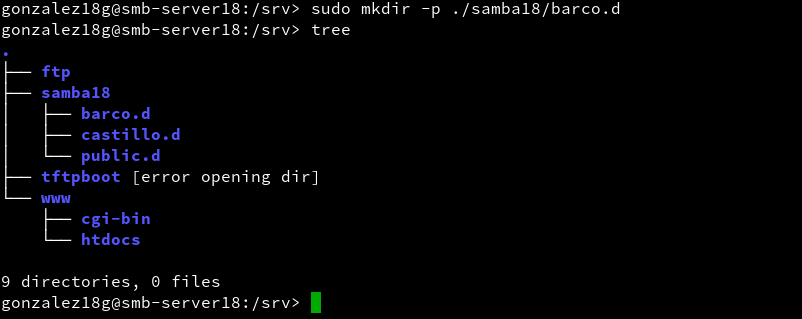 gonzalez18g@smb-server18:/srv> sudo mkdir -p ./samba18/barco.d
gonzalez18g@smb-server18:/srv> tree
.
├── ftp
├── samba18
│   ├── barco.d
│   ├── castillo.d
│   └── public.d
├── tftpboot [error opening dir]
└── www
    ├── cgi-bin
    └── htdocs

9 directories, 0 files
gonzalez18g@smb-server18:/srv>